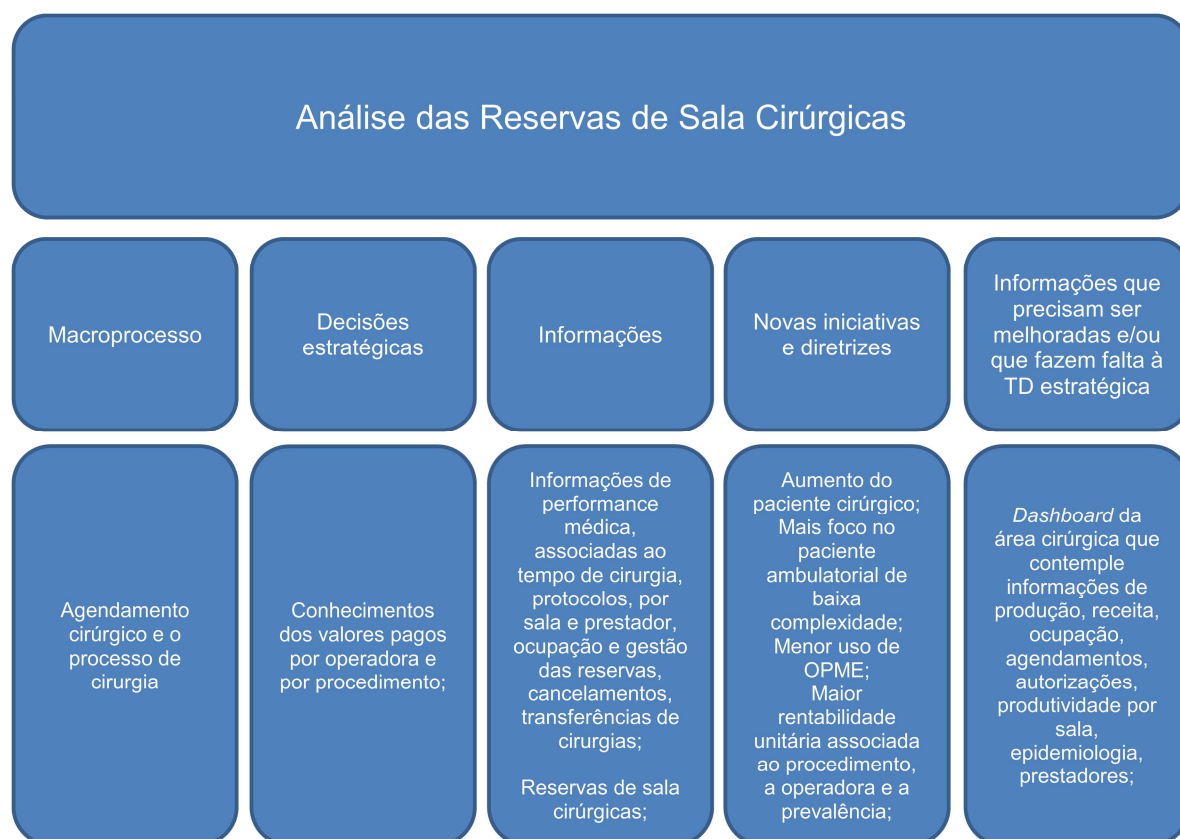 Análise das Reservas de Sala Cirúrgicas
Macroprocesso
Decisões
estratégicas
Informações
Novas iniciativas
e diretrizes
Informações que
precisam ser
melhoradas e/ou
que fazem falta à
TD estratégica
Agendamento
cirúrgico e o
processo de
cirurgia
Conhecimentos
dos valores pagos
por operadora e
por procedimento;
Informações de
performance
médica,
associadas ao
tempo de cirurgia,
protocolos, por
sala e prestador,
ocupação e gestão
das reservas,
cancelamentos,
transferências de
cirurgias;
Reservas de sala
cirúrgicas;
Aumento do
paciente cirúrgico;
Mais foco no
paciente
ambulatorial de
baixa
complexidade;
Menor uso de
OPME;
Maior
rentabilidade
unitária associada
ao procedimento,
a operadora e a
prevalência;
Dashboard da
área cirúrgica que
contemple
informações de
produção, receita,
ocupação,
agendamentos,
autorizações,
produtividade por
sala,
epidemiologia,
prestadores;